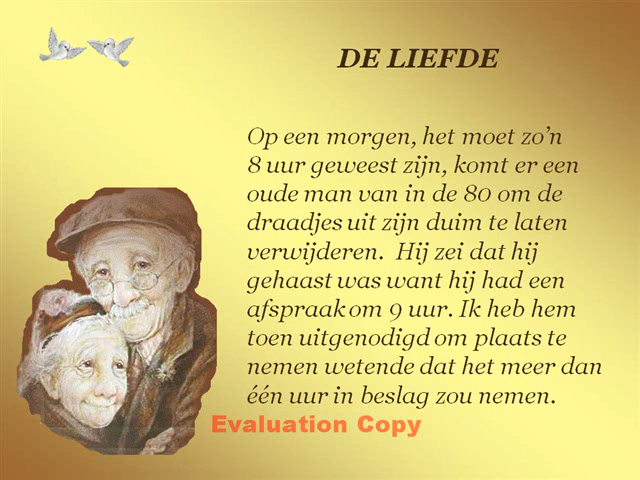 DE LIEFDE
Op een morgen, het moet zo'n
8 uur geweest zijn, komt er een
oude man van in de 80 om de
draadjes uit zijn duim te laten
verwijderen. Hij zei dat hij
gehaast was want hij had een
afspraak om 9 uur. Ik heb hem
toen uitgenodigd om plaats te
nemen wetende dat het meer dan
één uur in beslag zou nemen.
Evaluation Copy